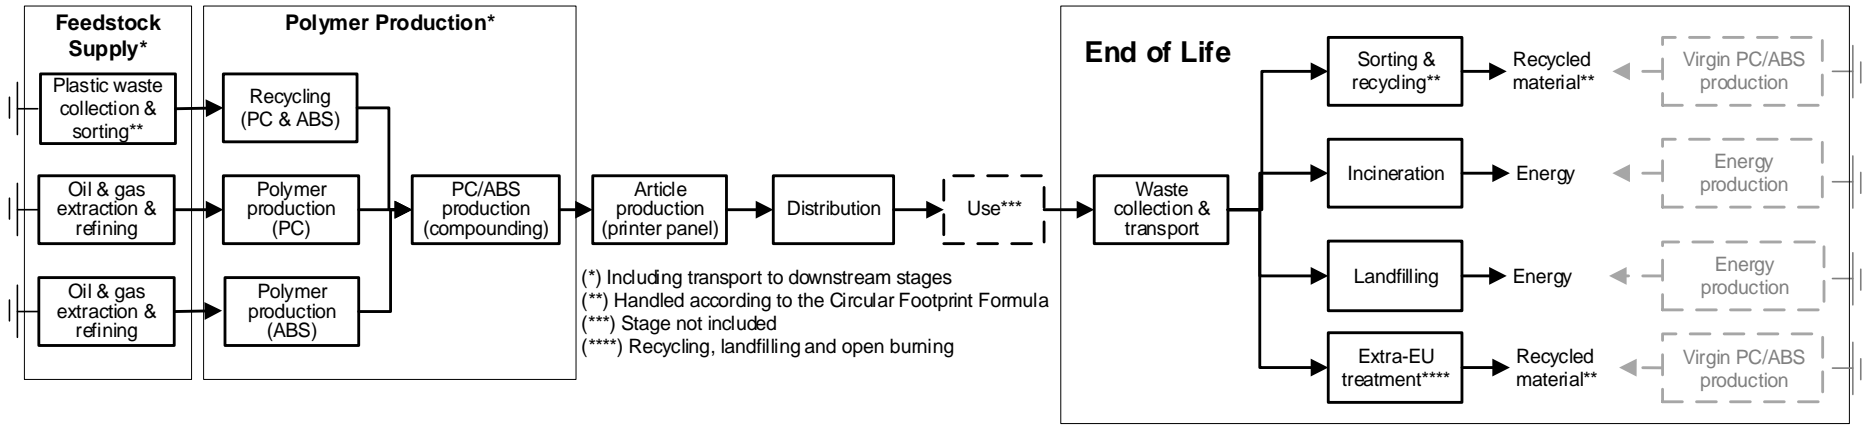 Feedstock
Supply*
Plastic waste
collection &
sorting**
Oil & gas
extraction &
refining
Oil & gas
extraction &
refining
Polymer Production*
Recycling
(PC & ABS)
Polymer
production
(PC)
Polymer
production
(ABS)
PC/ABS
production
(compounding)
Article
production
(printer panel)
Distribution
Use***
(*) Including transport to downstream stages
(**) Handled according to the Circular Footprint Formula
(***) Stage not included
(****) Recycling, landfilling and open burning
End of Life
Waste
collection &
transport
Sorting &
recycling**
Recycled
material**
Virgin PC/ABS
production
Incineration
Energy
Energy
production
Landfilling
Energy
Energy
production
Extra-EU
treatment****
Recycled
material**
Virgin PC/ABS
production